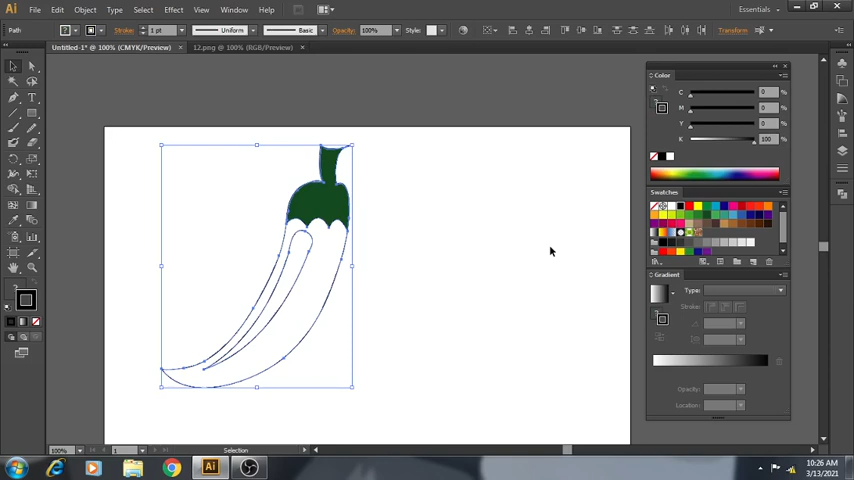 Ai File Edit Object Type Select Effect View Window Help Essentials
Path Stroke: 1 pt Uniform Basic Opacity: 100% Style: Transform
Untitled-1* @ 100% (CMYK/Preview) × 12.png @ 100% (RGB/Preview) ×
Color
C 0 %
M 0 %
Y 0 %
K 100 %
Swatches
Gradient
Type:
Stroke:
Opacity: %
Location: %
100% 1 Selection
Ai 10:26 AM
3/13/2021